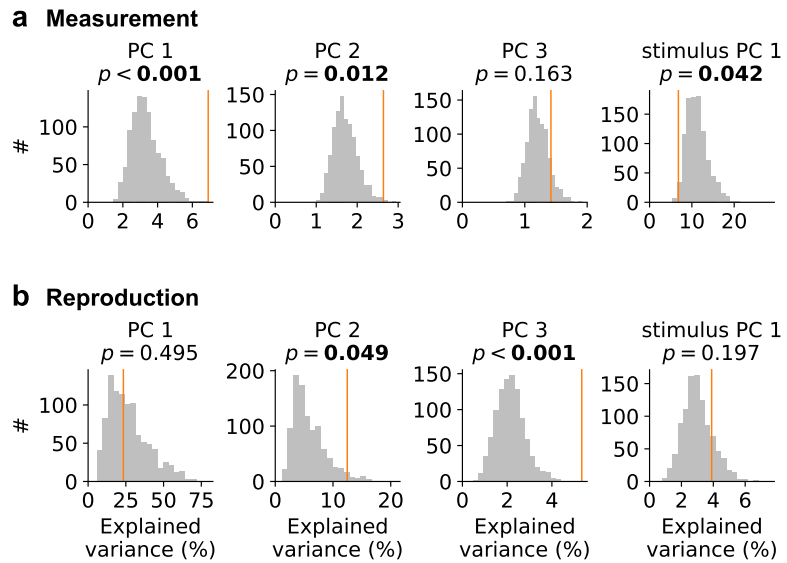 a Measurement
PC 1 PC 2 PC 3 stimulus PC 1
p < 0.001 p = 0.012 p = 0.163 p = 0.042
#
100
50
0
0 2 4 6
150
100
50
0
0 1 2 3
150
100
50
0
0 1 2
150
100
50
0
0 10 20
b Reproduction
PC 1 PC 2 PC 3 stimulus PC 1
p = 0.495 p = 0.049 p < 0.001 p = 0.197
#
100
50
0
0 25 50 75
200
100
0
0 10 20
150
100
50
0
0 2 4
150
100
50
0
0 2 4 6
Explained Explained Explained Explained
variance (%) variance (%) variance (%) variance (%)